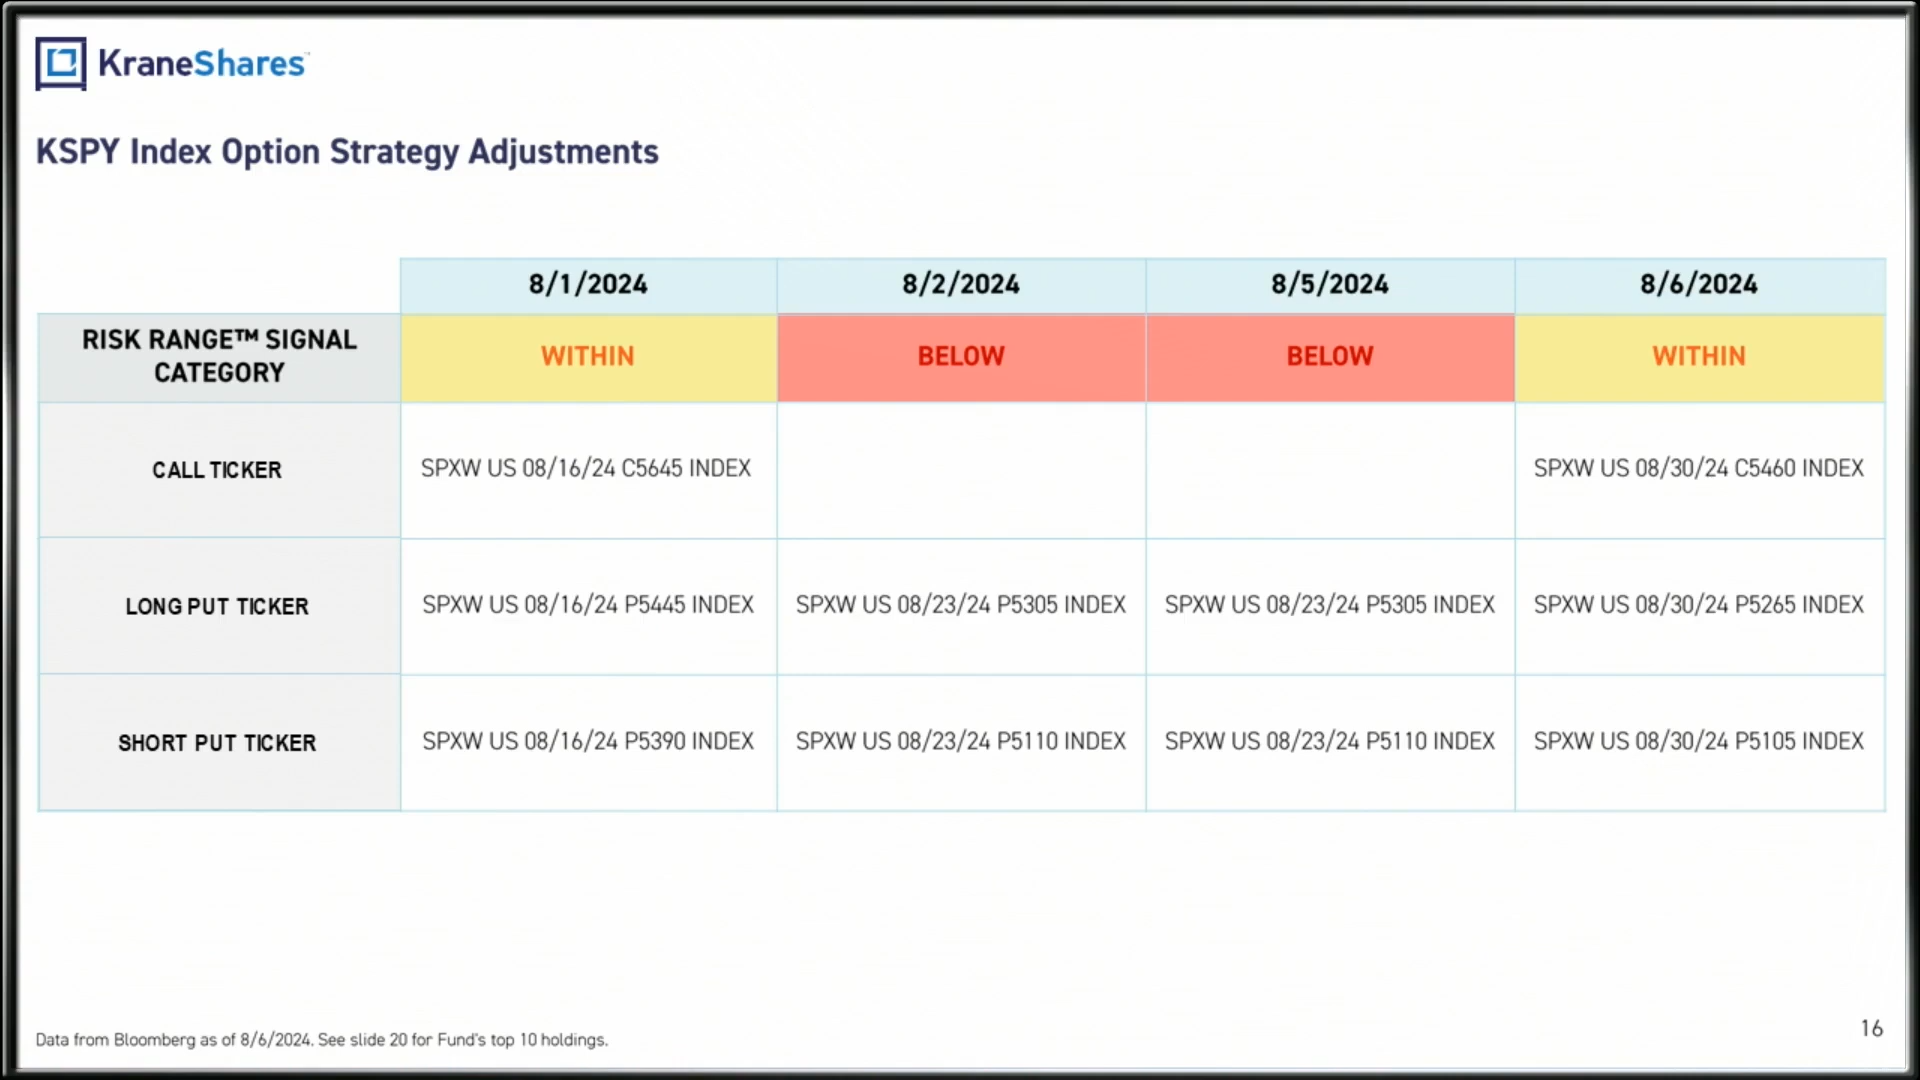 KraneShares™
KSPY Index Option Strategy Adjustments
8/1/2024 8/2/2024 8/5/2024 8/6/2024
RISK RANGE™ SIGNAL
CATEGORY
WITHIN BELOW BELOW WITHIN
CALL TICKER SPXW US 08/16/24 C5645 INDEX SPXW US 08/30/24 C5460 INDEX
LONG PUT TICKER SPXW US 08/16/24 P5445 INDEX SPXW US 08/23/24 P5305 INDEX SPXW US 08/23/24 P5305 INDEX SPXW US 08/30/24 P5265 INDEX
SHORT PUT TICKER SPXW US 08/16/24 P5390 INDEX SPXW US 08/23/24 P5110 INDEX SPXW US 08/23/24 P5110 INDEX SPXW US 08/30/24 P5105 INDEX
Data from Bloomberg as of 8/6/2024. See slide 20 for Fund's top 10 holdings.
16